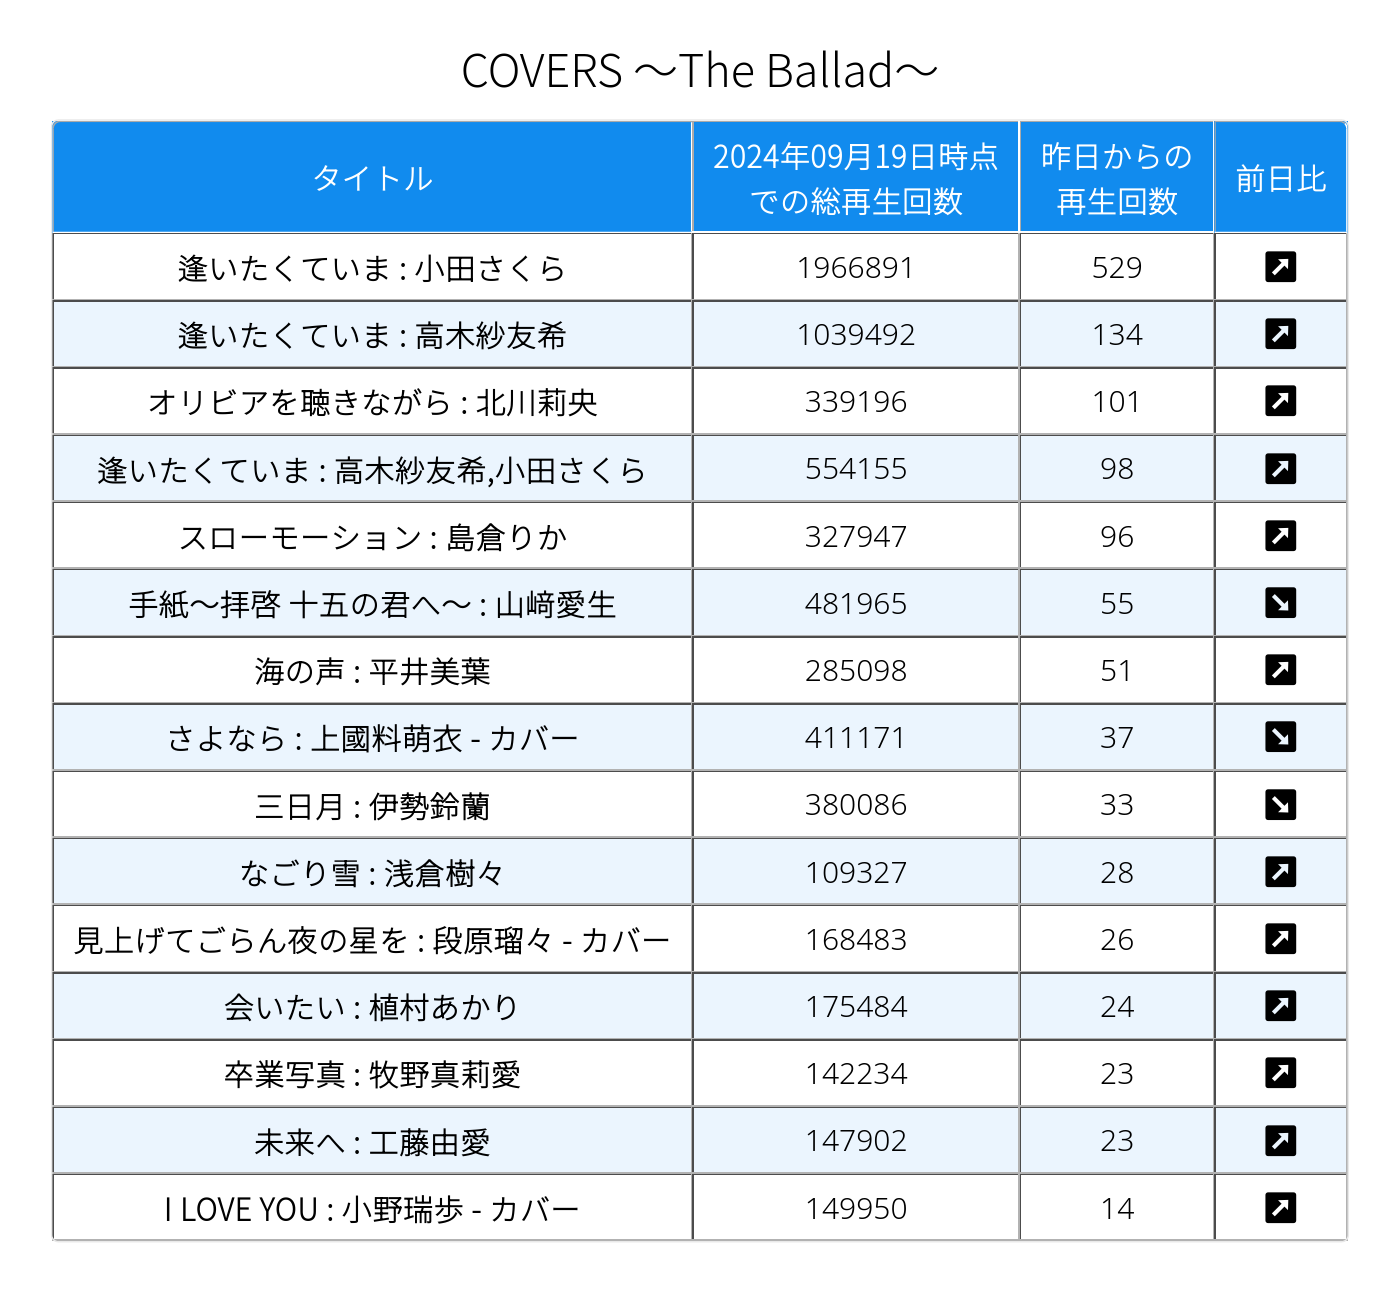 COVERS ～The Ballad～
タイトル 2024年09月19日時点での総再生回数 昨日からの再生回数 前日比
逢いたくていま : 小田さくら 1966891 529 ↗
逢いたくていま : 高木紗友希 1039492 134 ↗
オリビアを聴きながら : 北川莉央 339196 101 ↗
逢いたくていま : 高木紗友希,小田さくら 554155 98 ↗
スローモーション : 島倉りか 327947 96 ↗
手紙～拝啓 十五の君へ～ : 山﨑愛生 481965 55 ↘
海の声 : 平井美葉 285098 51 ↗
さよなら : 上國料萌衣 - カバー 411171 37 ↘
三日月 : 伊勢鈴蘭 380086 33 ↘
なごり雪 : 浅倉樹々 109327 28 ↗
見上げてごらん夜の星を : 段原瑠々 - カバー 168483 26 ↗
会いたい : 植村あかり 175484 24 ↗
卒業写真 : 牧野真莉愛 142234 23 ↗
未来へ : 工藤由愛 147902 23 ↗
I LOVE YOU : 小野瑞歩 - カバー 149950 14 ↗